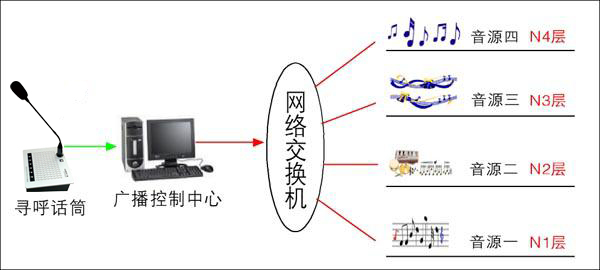 寻呼话筒
广播控制中心
网络交换机
音源四 N4层
音源三 N3层
音源二 N2层
音源一 N1层